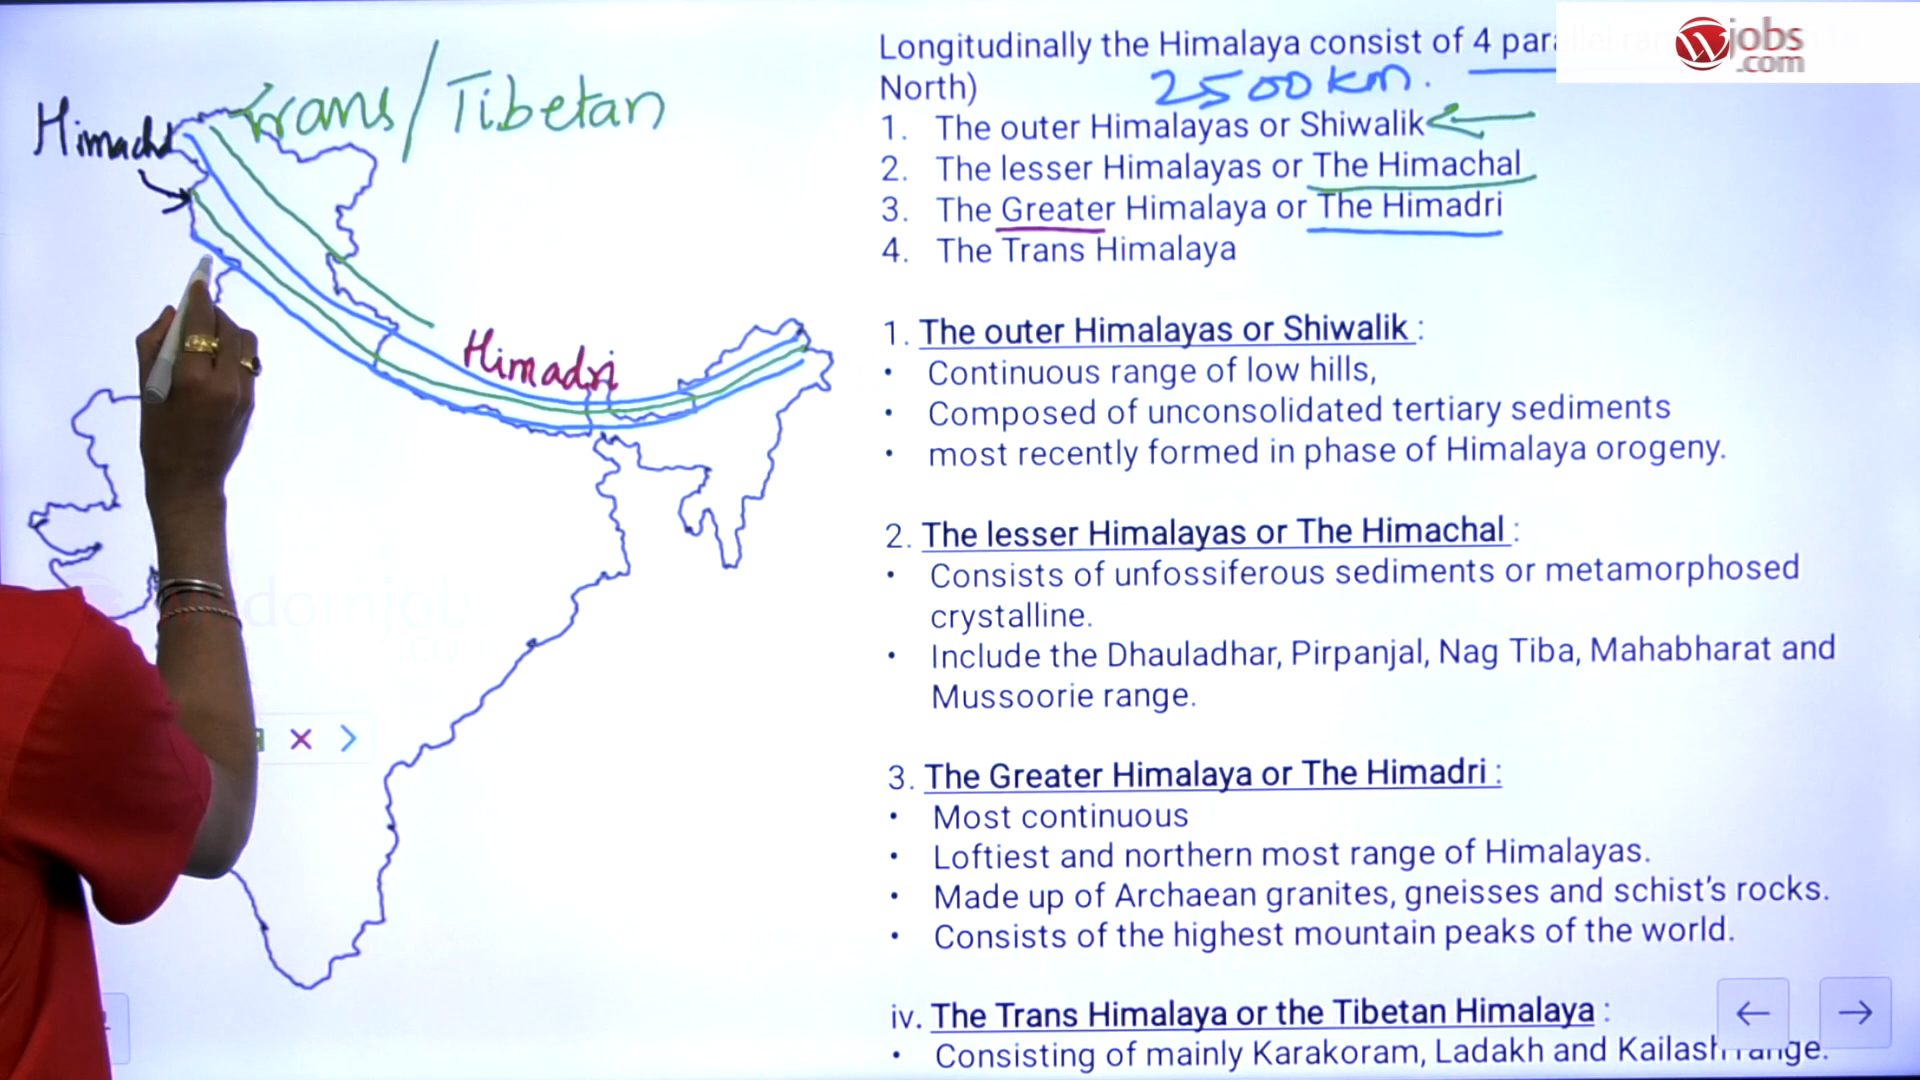 Trans/Tibetan
Himachal
Himadri
Longitudinally the Himalaya consist of 4
North)
2500 km.
1. The outer Himalayas or Shiwalik
2. The lesser Himalayas or The Himachal
3. The Greater Himalaya or The Himadri
4. The Trans Himalaya
1. The outer Himalayas or Shiwalik :
• Continuous range of low hills,
• Composed of unconsolidated tertiary sediments
• most recently formed in phase of Himalaya orogeny.
2. The lesser Himalayas or The Himachal :
• Consists of unfossiferous sediments or metamorphosed
crystalline.
• Include the Dhauladhar, Pirpanjal, Nag Tiba, Mahabharat and
Mussoorie range.
3. The Greater Himalaya or The Himadri :
• Most continuous
• Loftiest and northern most range of Himalayas.
• Made up of Archaean granites, gneisses and schist's rocks.
• Consists of the highest mountain peaks of the world.
iv. The Trans Himalaya or the Tibetan Himalaya :
• Consisting of mainly Karakoram, Ladakh and Kailash range.
Wjobs
.com